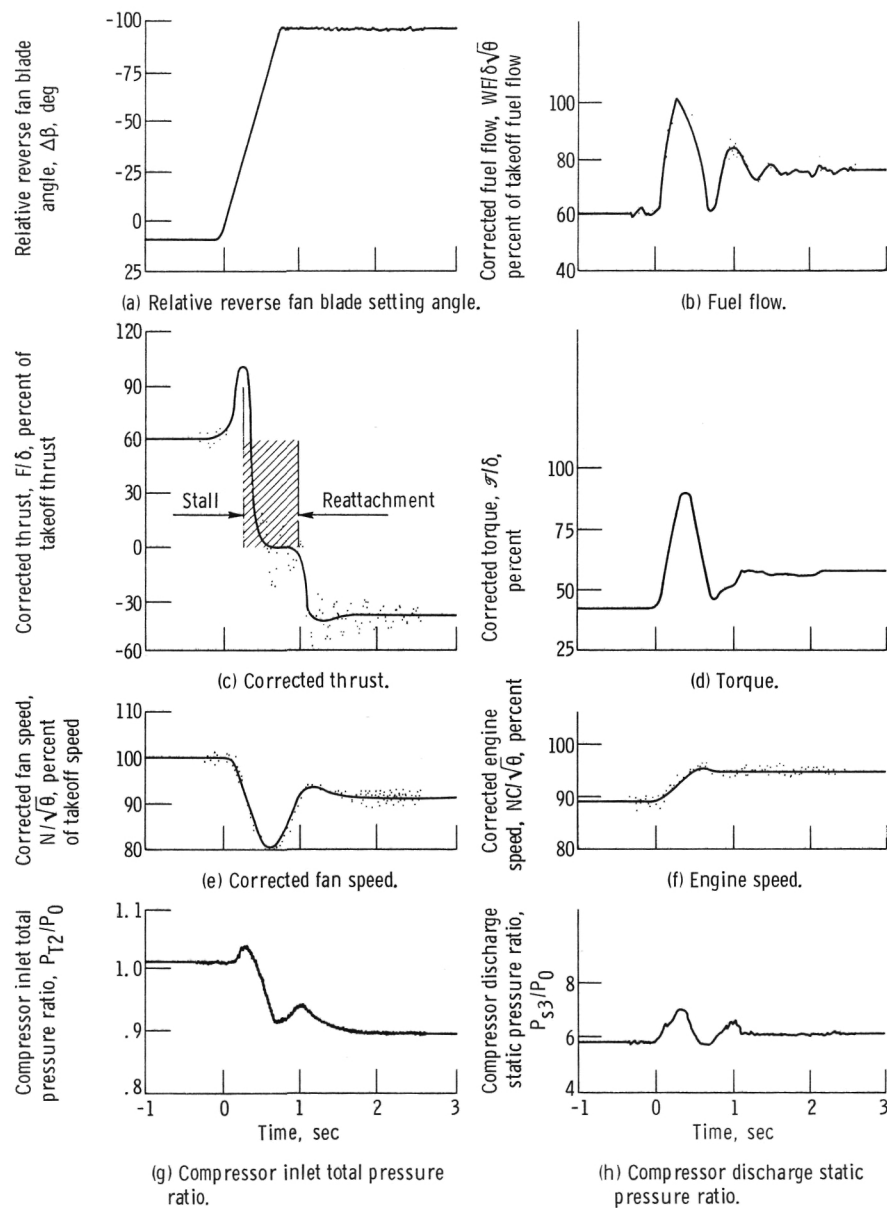 Relative reverse fan blade
angle, Δβ, deg
-100
-75
-50
-25
0
25
(a) Relative reverse fan blade setting angle.
Corrected fuel flow, WF/δ√θ
percent of takeoff fuel flow
100
80
60
40
(b) Fuel flow.
Corrected thrust, F/δ, percent of
takeoff thrust
120
90
60
30
0
-30
-60
Stall
Reattachment
(c) Corrected thrust.
Corrected torque, 𝒯/δ,
percent
100
75
50
25
(d) Torque.
Corrected fan speed,
N/√θ, percent
of takeoff speed
110
100
90
80
(e) Corrected fan speed.
Corrected engine
speed, NC/√θ, percent
100
90
80
(f) Engine speed.
Compressor inlet total
pressure ratio, PT2/P0
1.1
1.0
.9
.8
-1 0 1 2 3
Time, sec
(g) Compressor inlet total pressure
ratio.
Compressor discharge
static pressure ratio,
Ps3/P0
8
6
4
-1 0 1 2 3
Time, sec
(h) Compressor discharge static
pressure ratio.